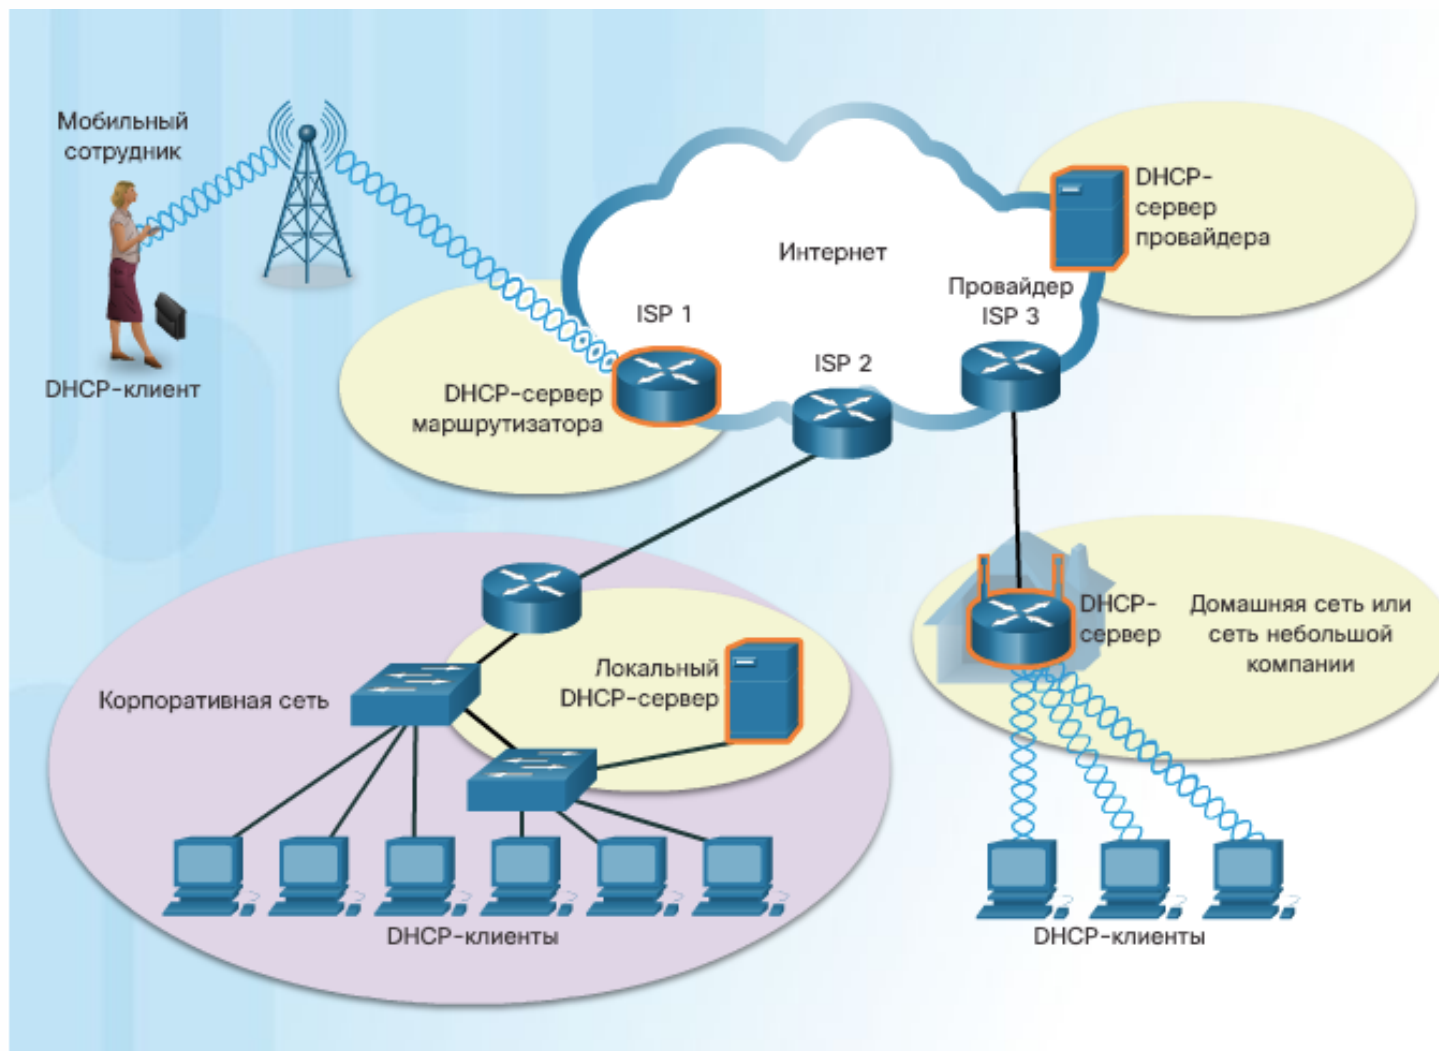 Мобильный
сотрудник
DHCP-клиент
DHCP-
сервер
провайдера
Интернет
Провайдер
ISP 3
ISP 1
ISP 2
DHCP-сервер
маршрутизатора
Корпоративная сеть
Локальный
DHCP-сервер
DHCP-клиенты
DHCP-
сервер
Домашняя сеть или
сеть небольшой
компании
DHCP-клиенты